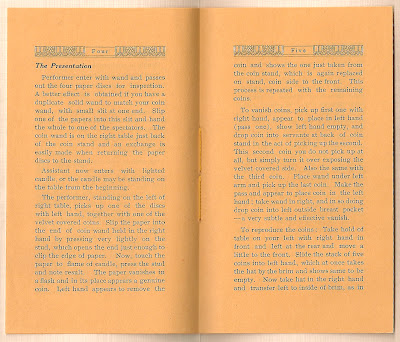 Four
The Presentation
Performer enter with wand and passes
out the four paper discs for inspection.
A better effect is obtained if you have a
duplicate solid wand to match your coin
wand, with small slit at one end. Slip
one of the papers into this slit and hand
the whole to one of the spectators. The
coin wand is on the right table just back
of the coin stand and an exchange is
easily made when returning the paper
disc to the stand.
Assistant now enters with lighted
candle, or the candle may be standing on
the table from the beginning.
The performer, standing on the left of
right table, picks up one of the discs
with left hand, together with one of the
velvet covered coins. Slip the paper into
the end of coin wand held in the right
hand by pressing very lightly on the
stud, which opens the end just enough to
clip the edge of paper. Now, touch the
paper to flame of candle, press the stud
and note result. The paper vanishes in
a flash and in its place appears a genuine
coin. Left hand appears to remove the
Five
coin and shows the one just taken from
the coin stand, which is again replaced
on stand, coin side to the front. This
process is repeated with the remaining
coins.
To vanish coins, pick up first one with
right hand, appear to place in left hand
(pass one), show left hand empty, and
drop coin into servante at back of coin
stand in the act of picking up the second.
This second coin you do not pick up at
all, but simply turn it over exposing the
velvet covered side. Also the same with
the third coin. Place wand under left
arm and pick up the last coin. Make the
pass and appear to place coin in the left
hand; take wand in right, and in so doing
drop coin into left outside breast pocket
—a very subtle and effective vanish.
To reproduce the coins: Take hold of
table on your left with right hand in
front and left at the rear and move a
little to the front. Slide the stack of five
coins into left hand, which at once takes
the hat by the brim and shows same to be
empty. Now take hat in the right hand
and transfer left to inside of brim, as in